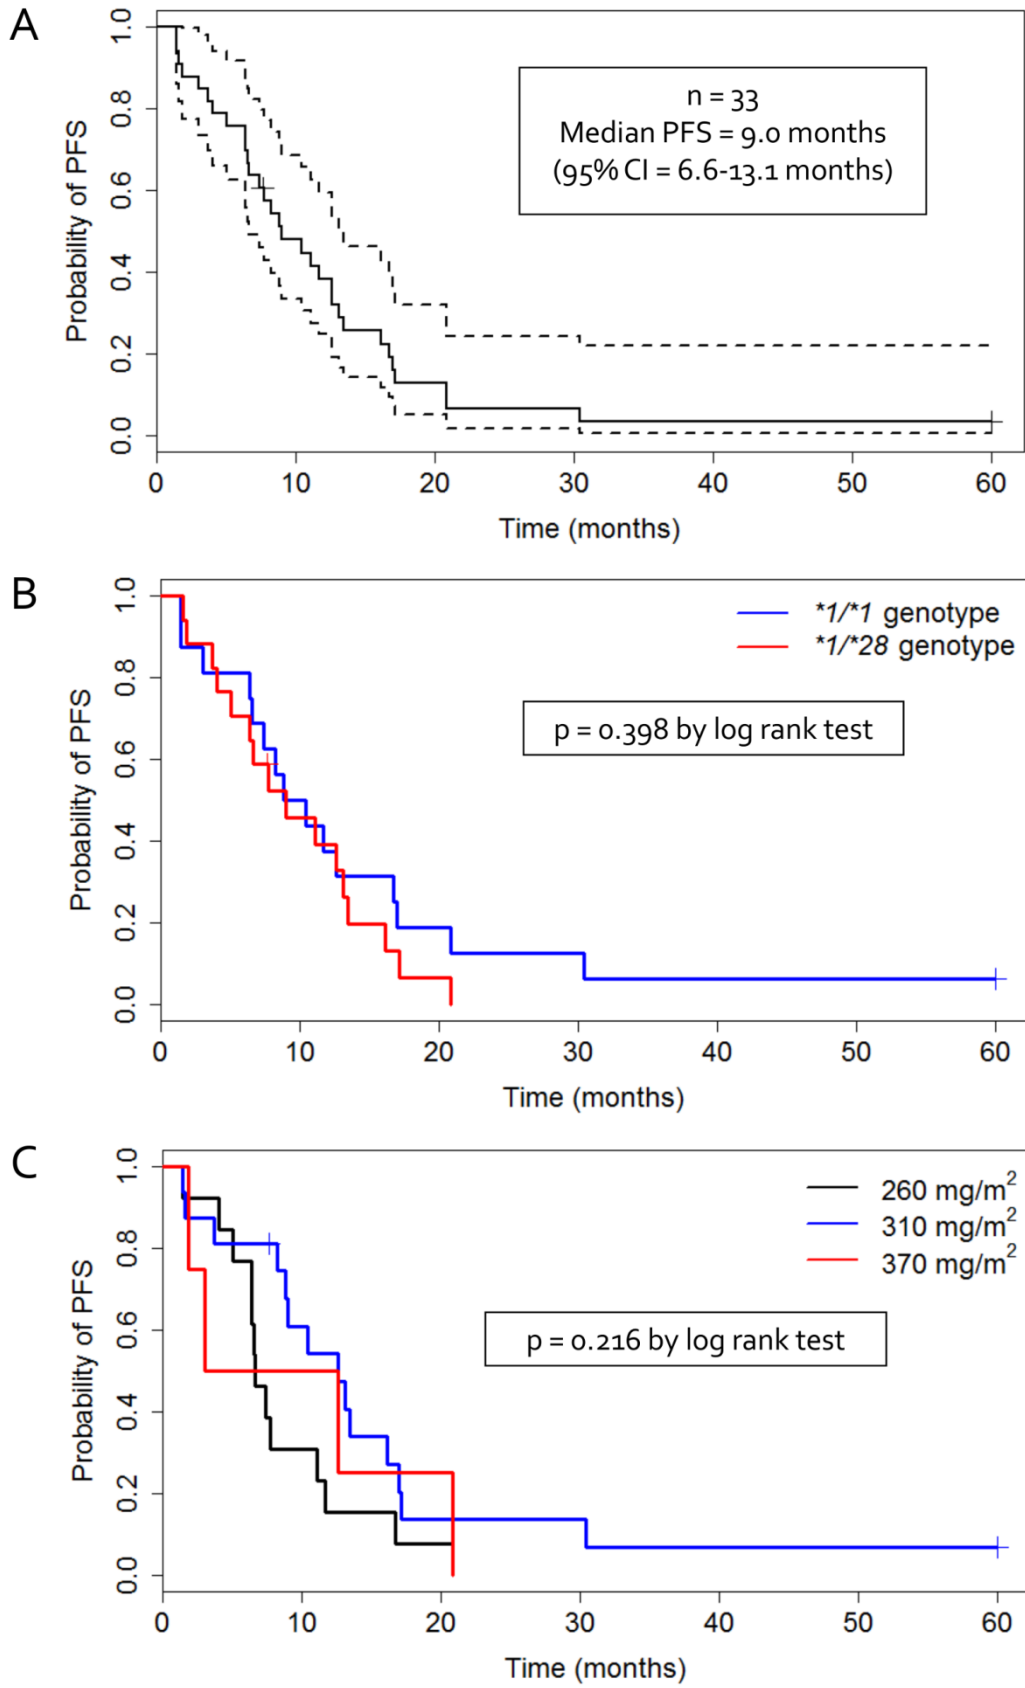 A
Probability of PFS
1.0
0.8
0.6
0.4
0.2
0.0
n = 33
Median PFS = 9.0 months
(95% CI = 6.6-13.1 months)
0 10 20 30 40 50 60
Time (months)
B
Probability of PFS
1.0
0.8
0.6
0.4
0.2
0.0
*1/*1 genotype
*1/*28 genotype
p = 0.398 by log rank test
0 10 20 30 40 50 60
Time (months)
C
Probability of PFS
1.0
0.8
0.6
0.4
0.2
0.0
260 mg/m²
310 mg/m²
370 mg/m²
p = 0.216 by log rank test
0 10 20 30 40 50 60
Time (months)